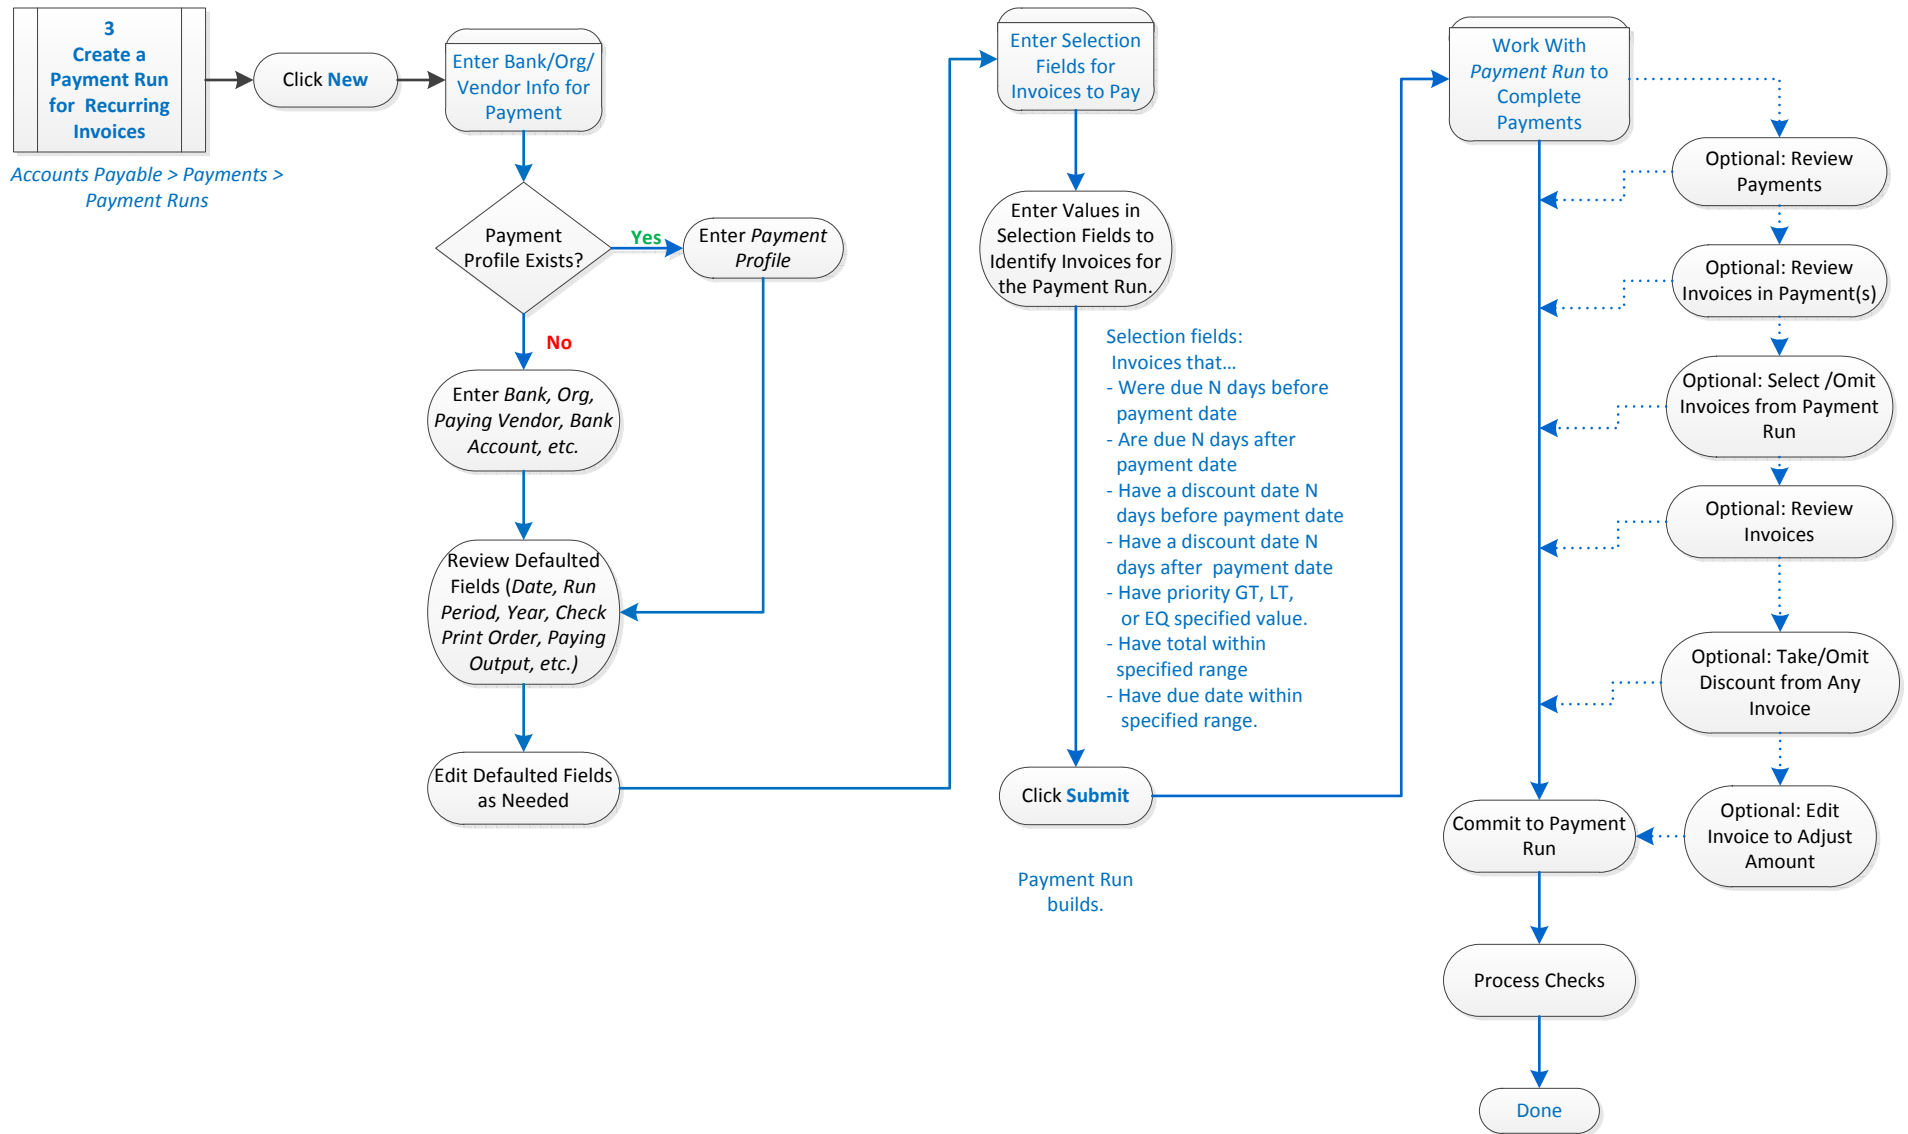 3
Create a
Payment Run
for Recurring
Invoices
Accounts Payable > Payments >
Payment Runs
Click New
Enter Bank/Org/
Vendor Info for
Payment
Payment
Profile Exists?
Yes
Enter Payment
Profile
No
Enter Bank, Org,
Paying Vendor, Bank
Account, etc.
Review Defaulted
Fields (Date, Run
Period, Year, Check
Print Order, Paying
Output, etc.)
Edit Defaulted Fields
as Needed
Enter Selection
Fields for
Invoices to Pay
Enter Values in
Selection Fields to
Identify Invoices for
the Payment Run.
Selection fields:
Invoices that...
- Were due N days before
payment date
- Are due N days after
payment date
- Have a discount date N
days before payment date
- Have a discount date N
days after payment date
- Have priority GT, LT,
or EQ specified value.
- Have total within
specified range
- Have due date within
specified range.
Click Submit
Payment Run
builds.
Work With
Payment Run to
Complete
Payments
Optional: Review
Payments
Optional: Review
Invoices in Payment(s)
Optional: Select /Omit
Invoices from Payment
Run
Optional: Review
Invoices
Optional: Take/Omit
Discount from Any
Invoice
Optional: Edit
Invoice to Adjust
Amount
Commit to Payment
Run
Process Checks
Done